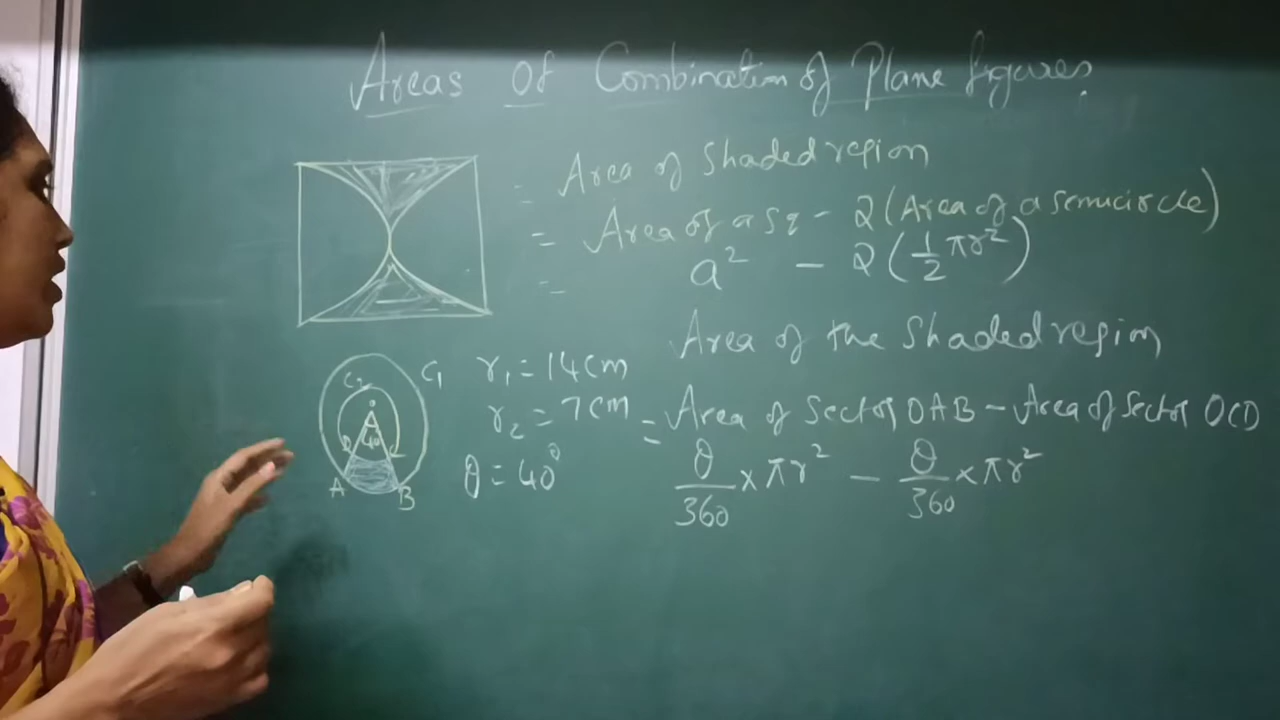 Areas Of Combination of Plane figures.
= Area of Shaded region
= Area of a sq - 2 (Area of a semicircle)
= a² - 2 (1/2 πr²)
Area of the Shaded region
C₂ C₁ r₁ = 14 cm
r₂ = 7 cm
= Area of Sector OAB - Area of Sector OCD
O
D 40 C
A B
θ = 40°
θ/360 × πr² - θ/360 × πr²